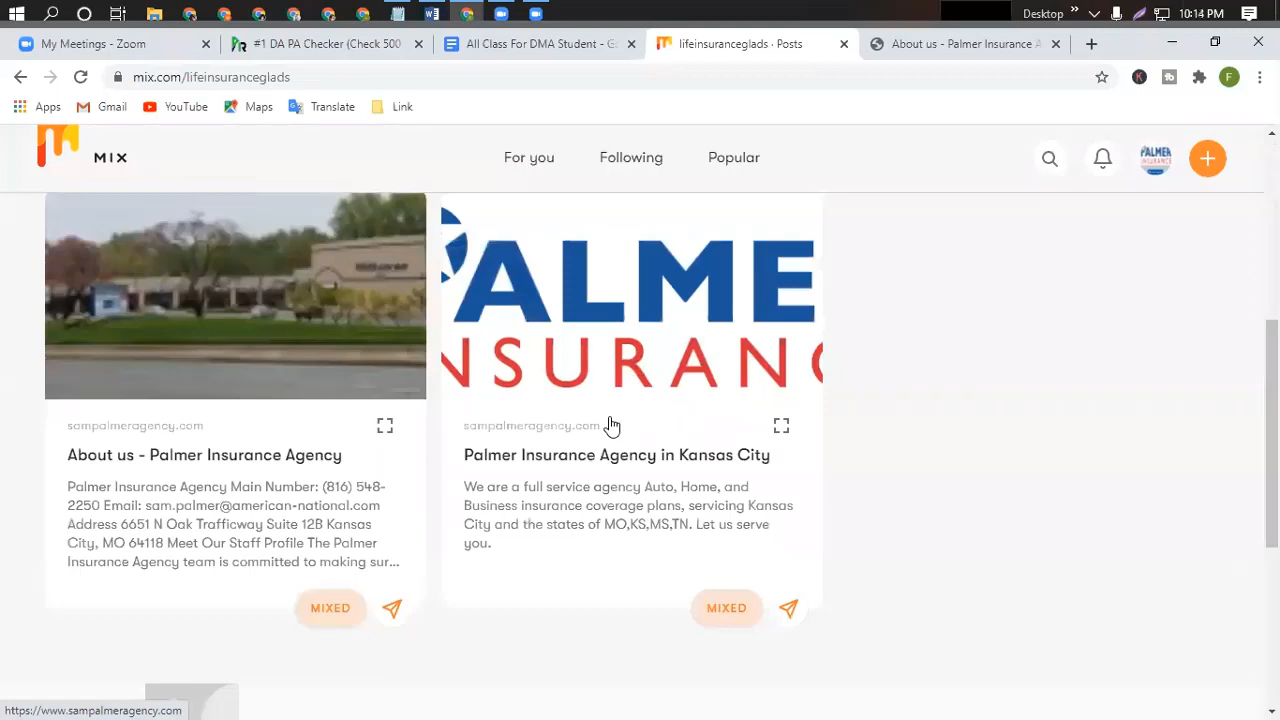 Desktop
10:14 PM
My Meetings - Zoom
#1 DA PA Checker (Check 500)
All Class For DMA Student - G
lifeinsuranceglads · Posts
About us - Palmer Insurance A
mix.com/lifeinsuranceglads
F
Apps
Gmail
YouTube
Maps
Translate
Link
MIX
For you
Following
Popular
PALMER
INSURANCE
PALME
INSURANC
sampalmeragency.com
About us - Palmer Insurance Agency
Palmer Insurance Agency Main Number: (816) 548-
2250 Email: sam.palmer@american-national.com
Address 6651 N Oak Trafficway Suite 12B Kansas
City, MO 64118 Meet Our Staff Profile The Palmer
Insurance Agency team is committed to making sur...
MIXED
sampalmeragency.com
Palmer Insurance Agency in Kansas City
We are a full service agency Auto, Home, and
Business insurance coverage plans, servicing Kansas
City and the states of MO,KS,MS,TN. Let us serve
you.
MIXED
https://www.sampalmeragency.com